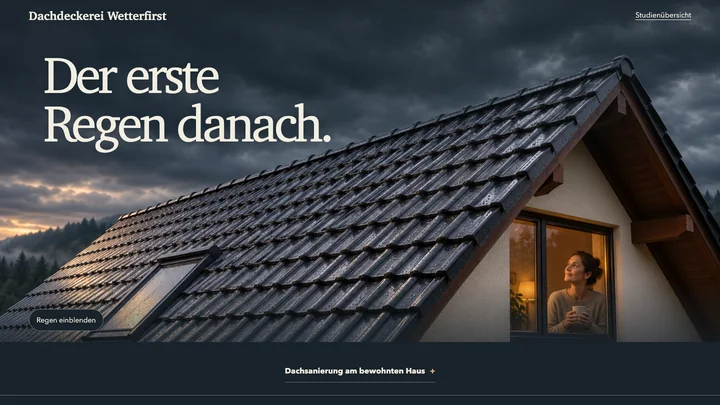 Dachdeckerei Wetterfirst
Studienübersicht
Der erste
Regen danach.
Regen einblenden
Dachsanierung am bewohnten Haus +